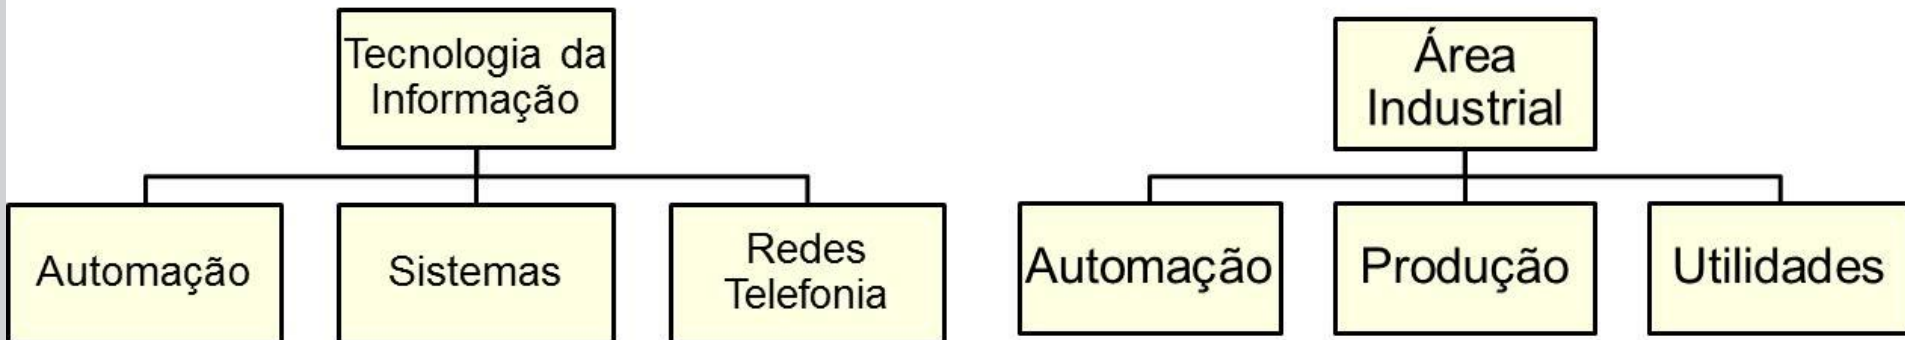 Tecnologia da
Informação
Automação
Sistemas
Redes
Telefonia
Área
Industrial
Automação
Produção
Utilidades